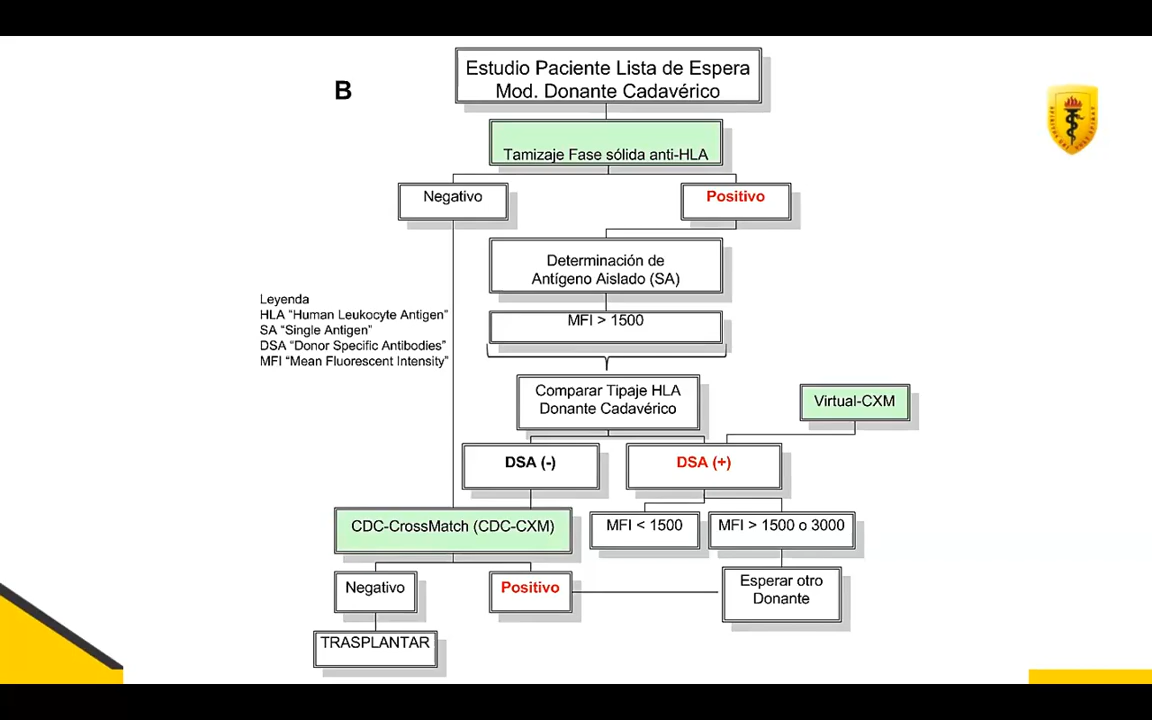 B
Estudio Paciente Lista de Espera
Mod. Donante Cadavérico
Tamizaje Fase sólida anti-HLA
Negativo
Positivo
Determinación de
Antígeno Aislado (SA)
MFI > 1500
Leyenda
HLA “Human Leukocyte Antigen”
SA “Single Antigen”
DSA “Donor Specific Antibodies”
MFI “Mean Fluorescent Intensity”
Comparar Tipaje HLA
Donante Cadavérico
Virtual-CXM
DSA (-)
DSA (+)
CDC-CrossMatch (CDC-CXM)
MFI < 1500
MFI > 1500 o 3000
Negativo
Positivo
Esperar otro
Donante
TRASPLANTAR